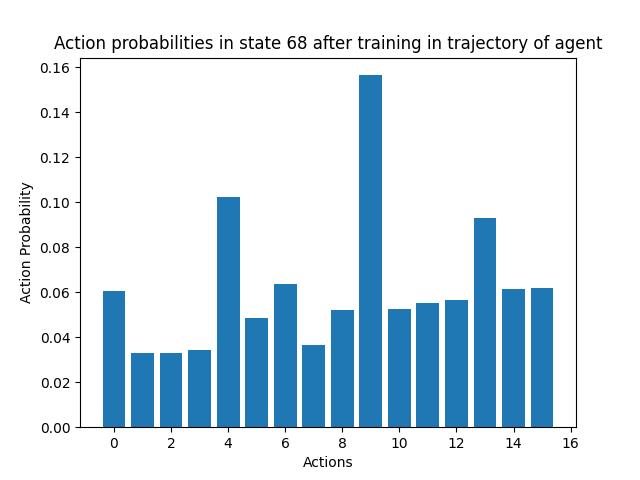 Action probabilities in state 68 after training in trajectory of agent
0.16
0.14
0.12
0.10
0.08
0.06
0.04
0.02
0.00
Action Probability
0 2 4 6 8 10 12 14 16
Actions